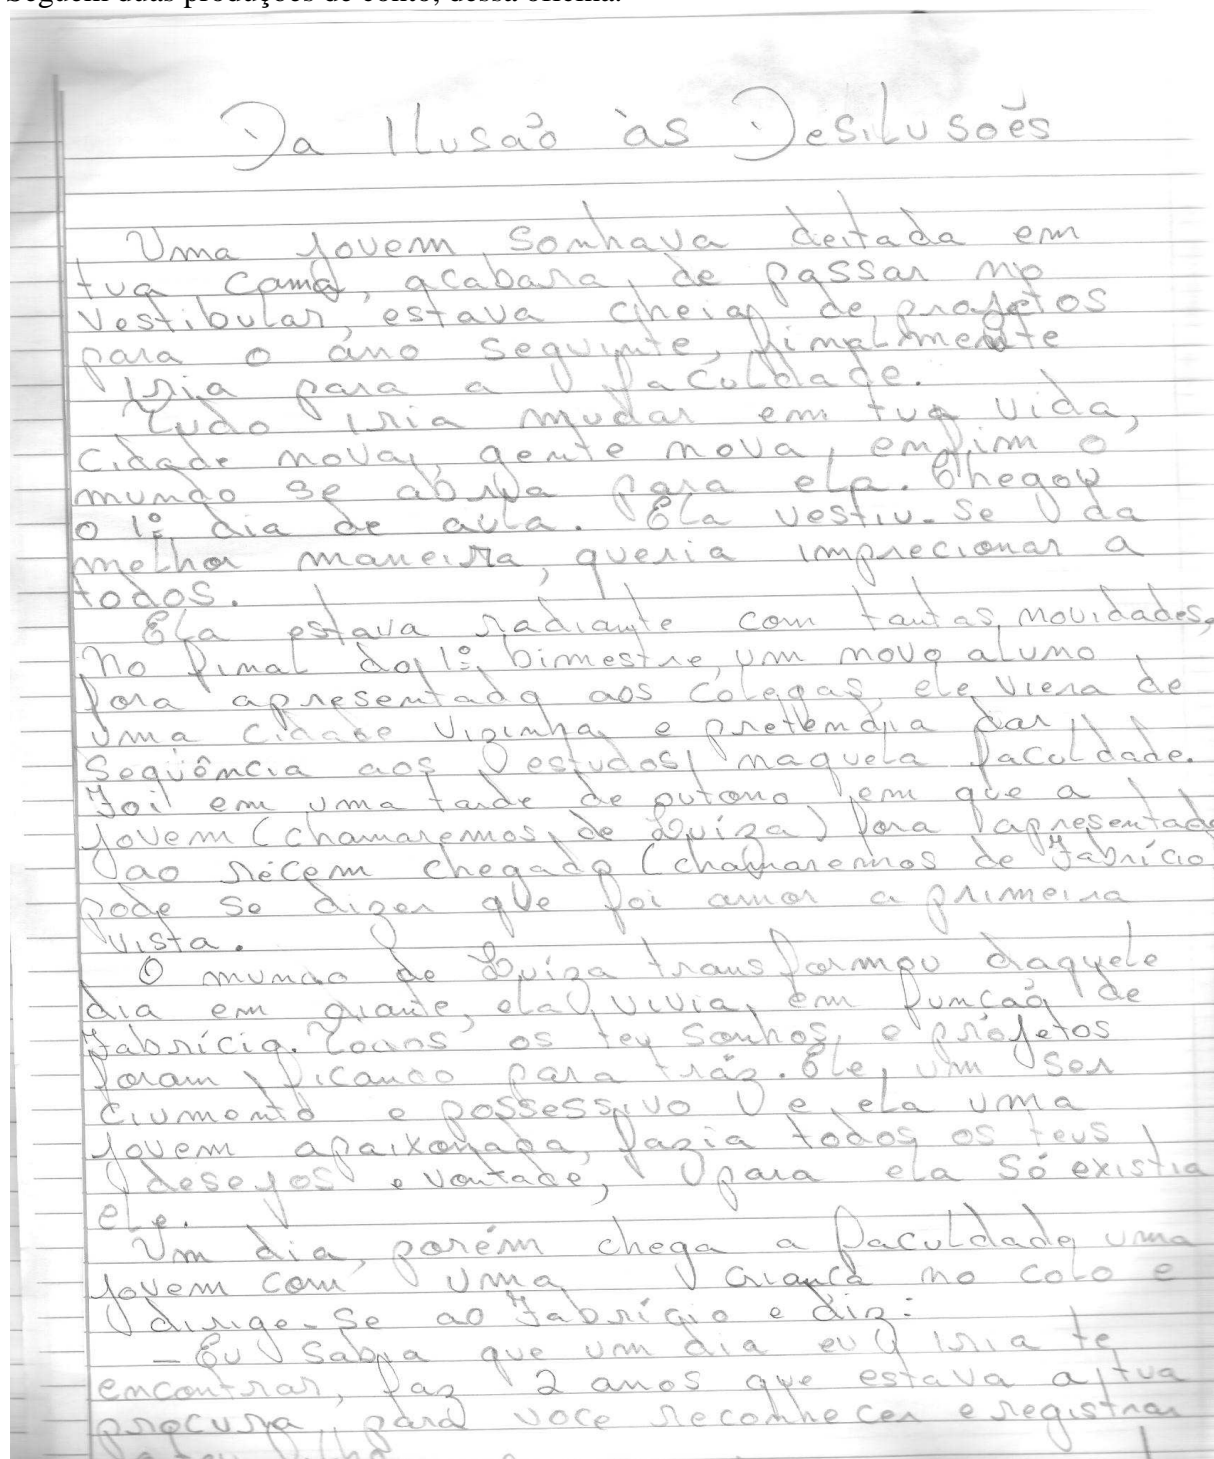 Seguem duas produções de conto, dessa oficina.
Da Ilusão às Desilusões
Uma jovem sonhava deitada em
tua cama, acabara de passar no
vestibular, estava cheia de projetos
para o ano seguinte, finalmente
iria para a faculdade.
Tudo iria mudar em tua vida,
cidade nova, gente nova, enfim o
mundo se abria para ela. Chegou
o 1º dia de aula. Ela vestiu-se da
melhor maneira, queria imprecionar a
todos.
Ela estava radiante com tantas novidades,
no final do 1º bimestre, um novo aluno
fora apresentado aos colegas, ele viera de
uma cidade vizinha e pretendia dar
sequência aos estudos naquela faculdade.
Foi em uma tarde de outono em que a
jovem (chamaremos de Luíza) fora apresentada
ao récem chegado (chamaremos de Fabrício
pode se dizer que foi amor a primeira
vista.
O mundo de Luíza transformou daquele
dia em diante, ela vivia em função de
Fabrício. Todos os teu sonhos e projetos
foram ficando para tráz. Ele, um ser
ciumento e possessivo e ela uma
jovem apaixonada, fazia todos os teus
desejos e vontade, para ela só existia
ele.
Um dia, porém chega a faculdade uma
jovem com uma criança no colo e
dirige-se ao Fabrício e diz:
- Eu sabia que um dia eu iria te
encontrar, faz 2 anos que estava a tua
procura, para voce reconhecer e registrar